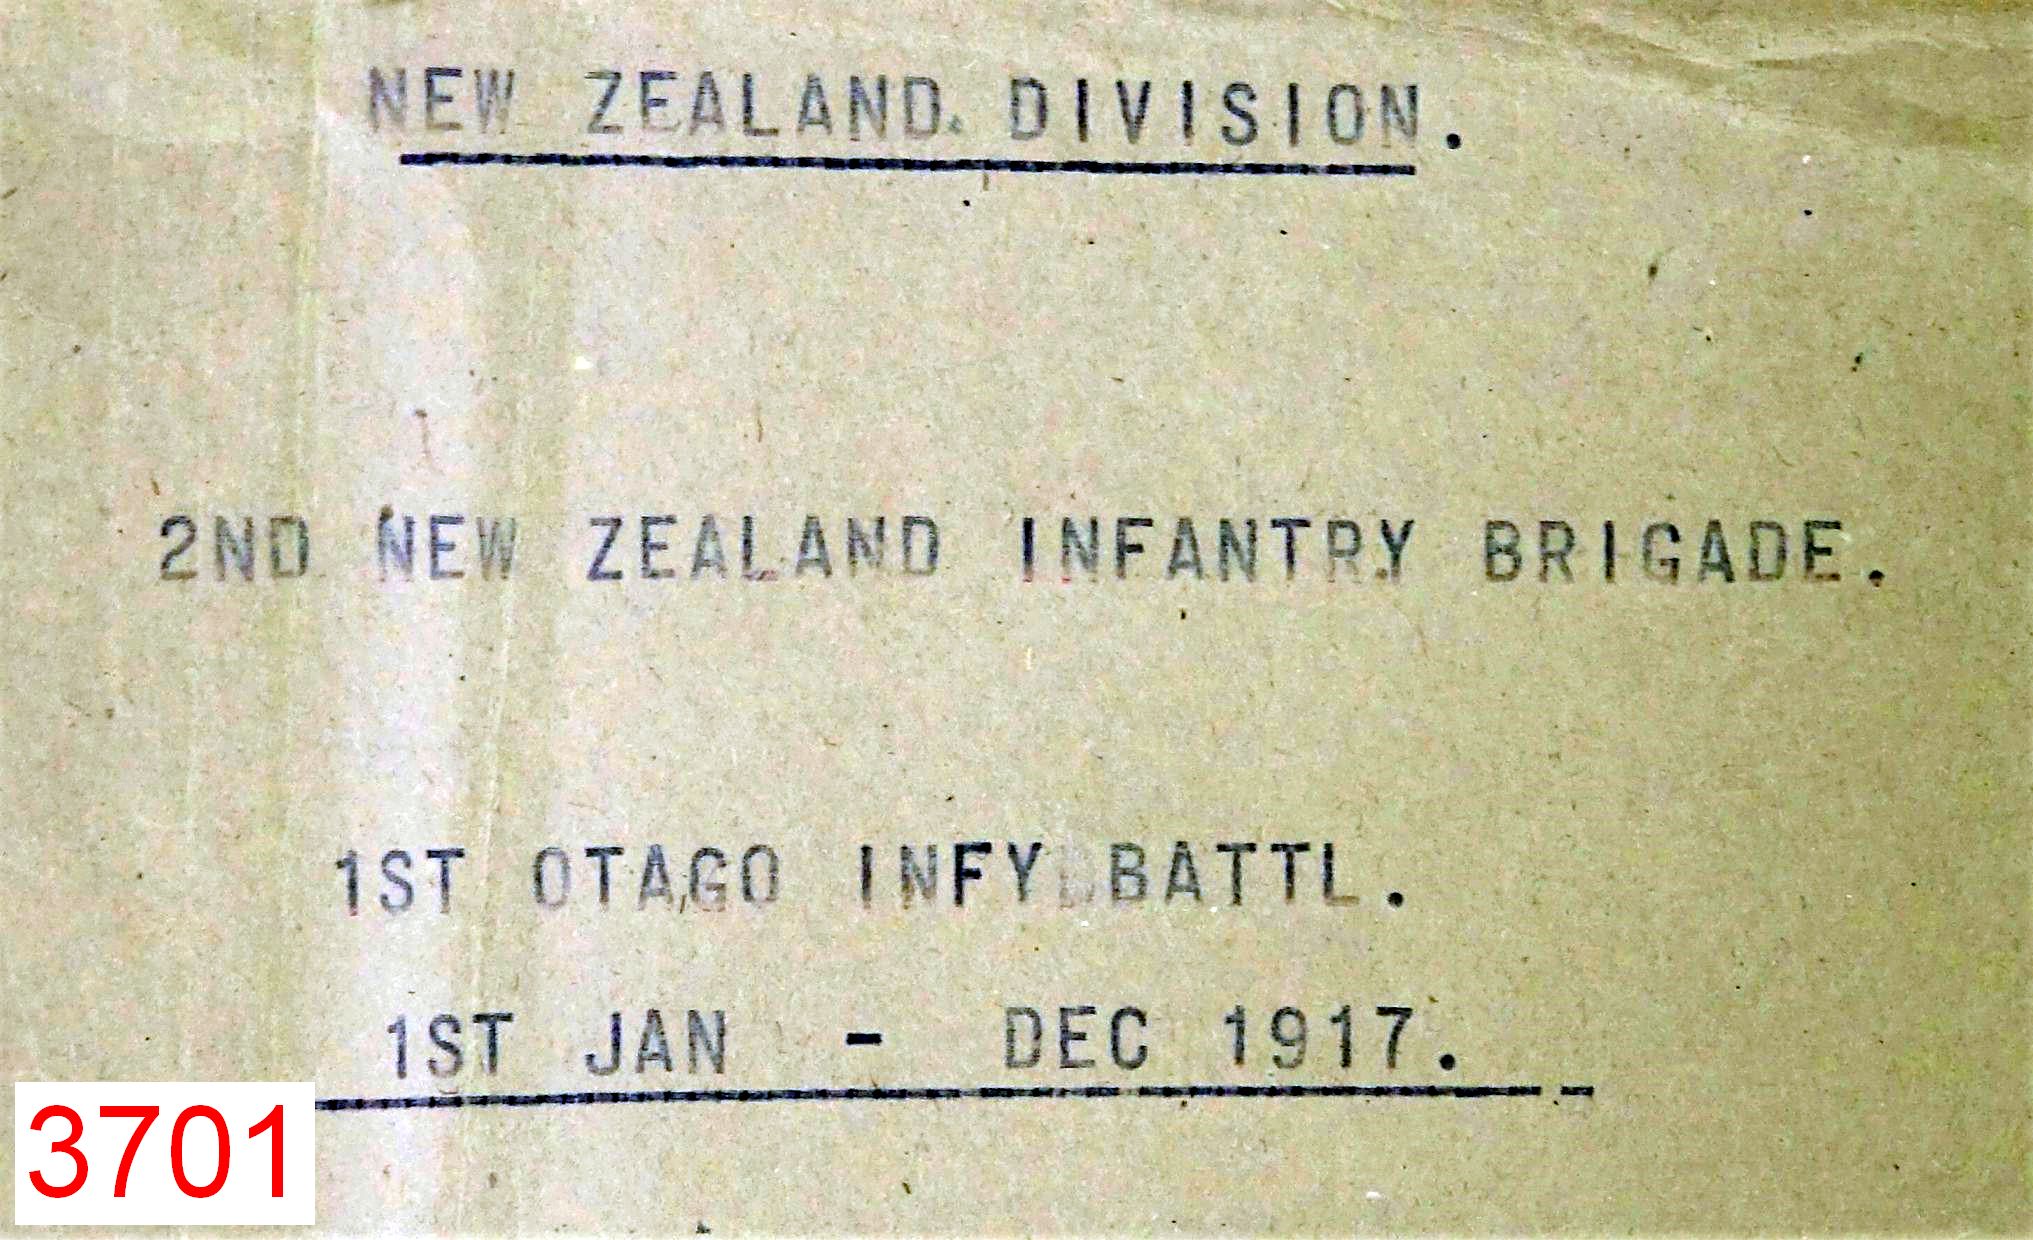 NEW ZEALAND DIVISION.
2ND NEW ZEALAND INFANTRY BRIGADE.
1ST OTAGO INFY BATTL.
1ST JAN - DEC 1917.
3701